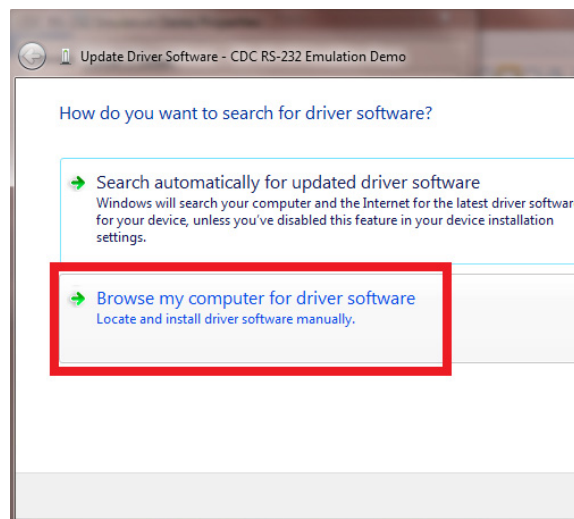 Update Driver Software - CDC RS-232 Emulation Demo
How do you want to search for driver software?
Search automatically for updated driver software
Windows will search your computer and the Internet for the latest driver softwar
for your device, unless you've disabled this feature in your device installation
settings.
Browse my computer for driver software
Locate and install driver software manually.